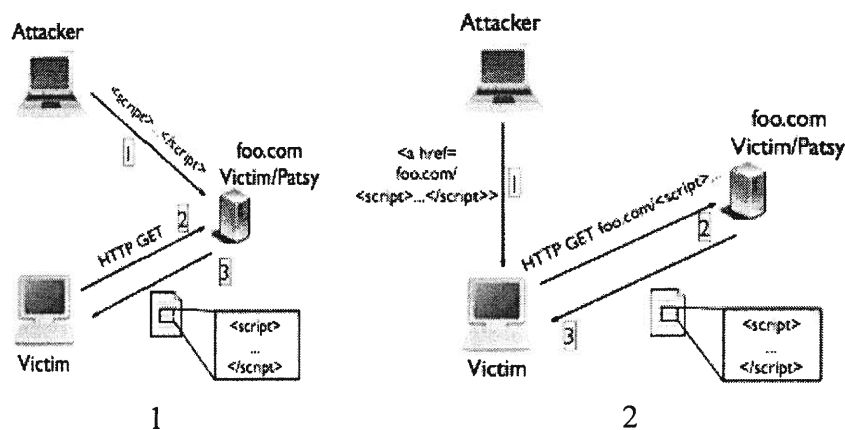 Attacker
<script>...</script>
1
foo.com
Victim/Patsy
2
HTTP GET
3
<script>
...
</script>
Victim
1
Attacker
<a href=
foo.com/
<script>...</script>>
1
foo.com
Victim/Patsy
HTTP GET foo.com/<script>...
2
3
<script>
...
</script>
Victim
2